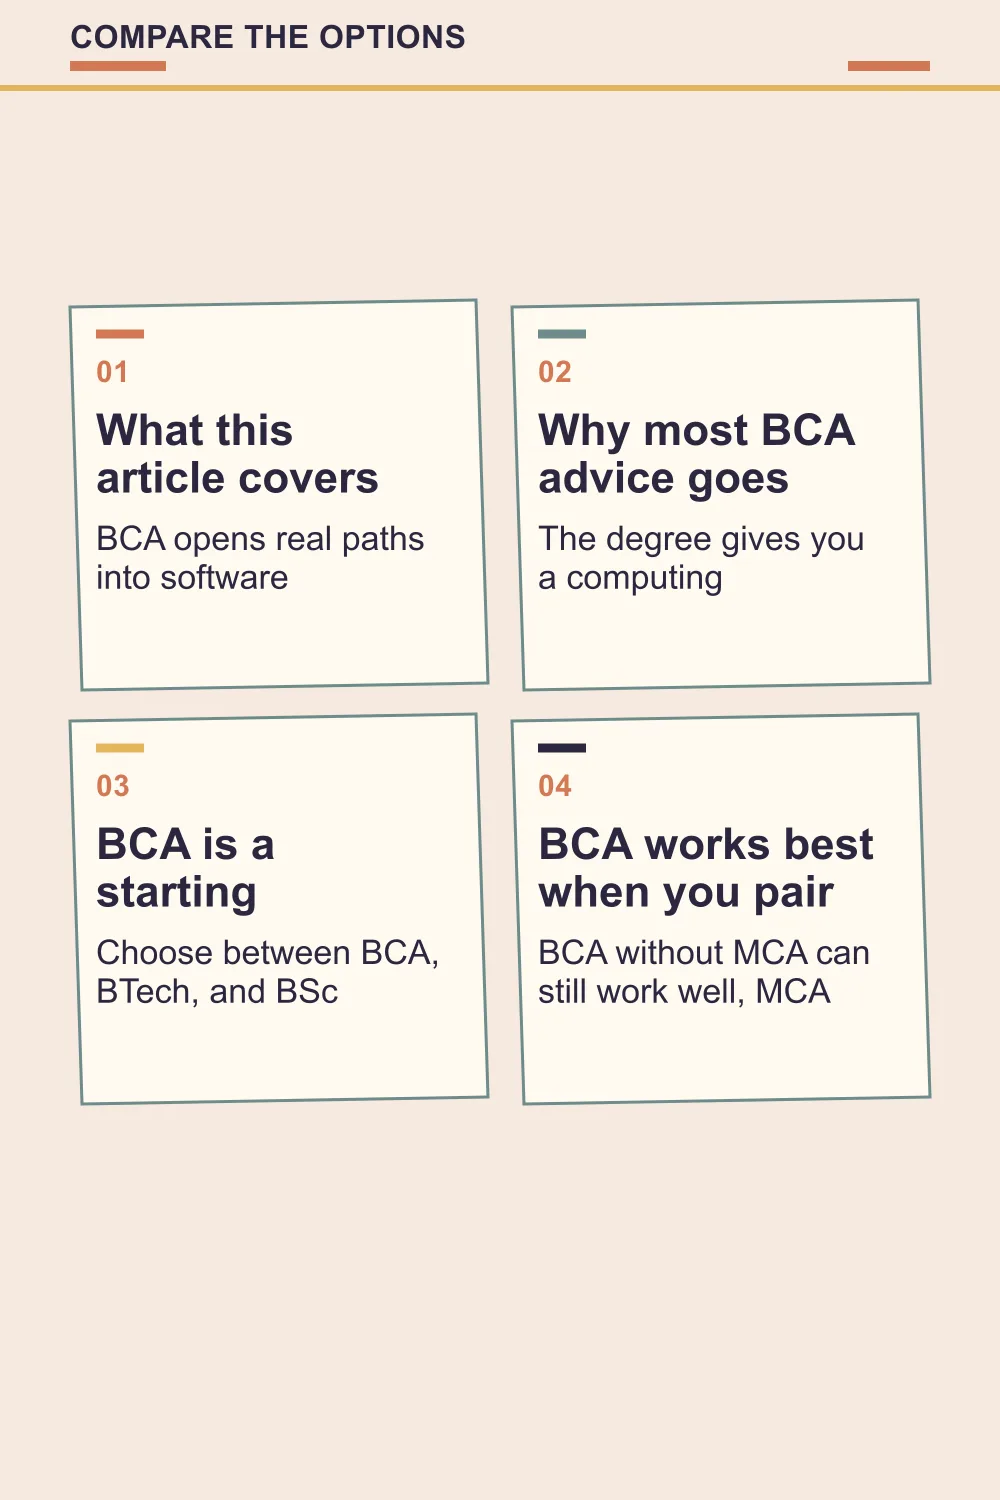 COMPARE THE OPTIONS
01
What this
article covers
BCA opens real paths
into software
02
Why most BCA
advice goes
The degree gives you
a computing
03
BCA is a
starting
Choose between BCA,
BTech, and BSc
04
BCA works best
when you pair
BCA without MCA can
still work well, MCA